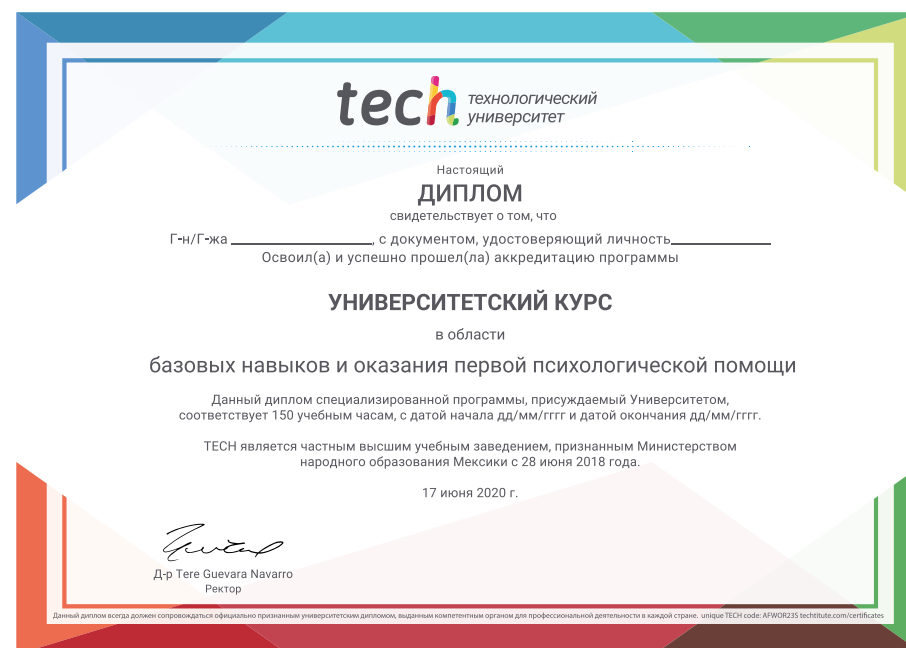 tech технологический
университет
Настоящий
ДИПЛОМ
свидетельствует о том, что
Г-н/Г-жа ____________________, с документом, удостоверяющий личность______________
Освоил(а) и успешно прошел(ла) аккредитацию программы
УНИВЕРСИТЕТСКИЙ КУРС
в области
базовых навыков и оказания первой психологической помощи
Данный диплом специализированной программы, присуждаемый Университетом,
соответствует 150 учебным часам, с датой начала дд/мм/гггг и датой окончания дд/мм/гггг.
TECH является частным высшим учебным заведением, признанным Министерством
народного образования Мексики с 28 июня 2018 года.
17 июня 2020 г.
Д-р Tere Guevara Navarro
Ректор
Данный диплом всегда должен сопровождаться официально признанным университетским дипломом, выданным компетентным органом для профессиональной деятельности в каждой стране. unique TECH code: AFWOR23S techtitute.com/certificates